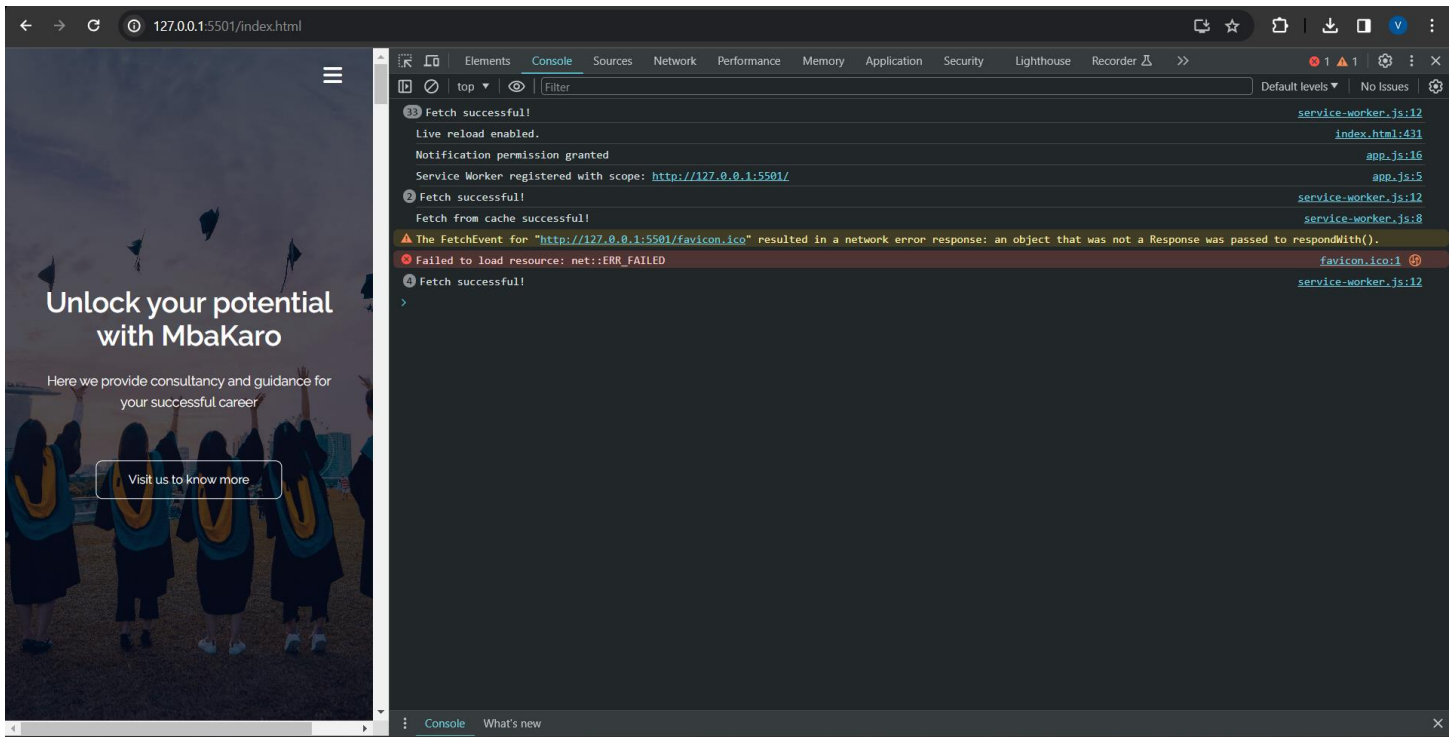 127.0.0.1:5501/index.html
V
Elements Console Sources Network Performance Memory Application Security Lighthouse Recorder >> 1 1
top Filter Default levels No Issues
33 Fetch successful! service-worker.js:12
Live reload enabled. index.html:431
Notification permission granted app.js:16
Service Worker registered with scope: http://127.0.0.1:5501/ app.js:5
2 Fetch successful! service-worker.js:12
Fetch from cache successful! service-worker.js:8
The FetchEvent for "http://127.0.0.1:5501/favicon.ico" resulted in a network error response: an object that was not a Response was passed to respondWith().
Failed to load resource: net::ERR_FAILED favicon.ico:1
4 Fetch successful! service-worker.js:12
Unlock your potential
with MbaKaro
Here we provide consultancy and guidance for
your successful career
Visit us to know more
Console What's new